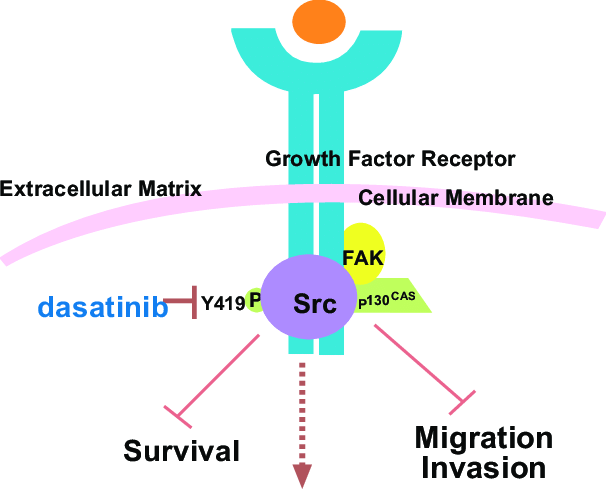 Growth Factor Receptor
Extracellular Matrix
Cellular Membrane
FAK
dasatinib
Y419 P
Src
P130CAS
Survival
Migration
Invasion